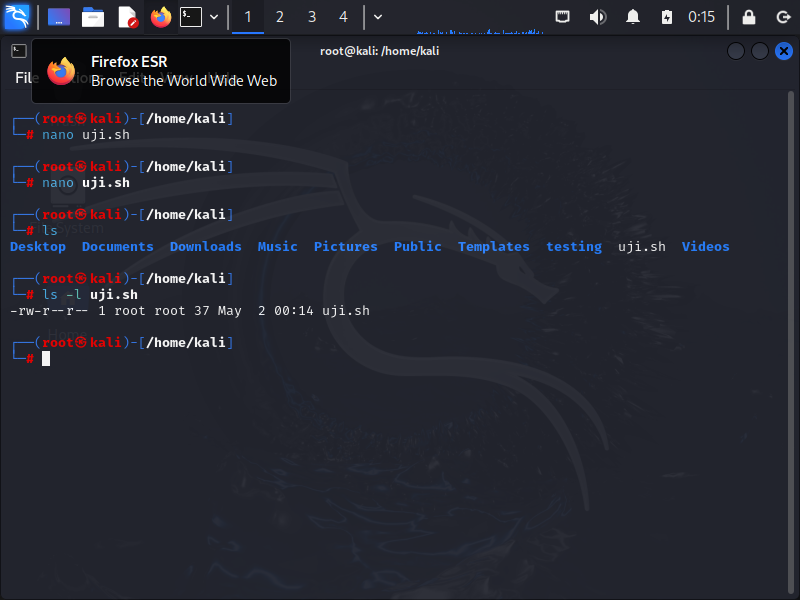 1 2 3 4 0:15
root@kali: /home/kali
Firefox ESR
Browse the World Wide Web
File
┌──(root㉿kali)-[/home/kali]
└─# nano uji.sh
┌──(root㉿kali)-[/home/kali]
└─# nano uji.sh
┌──(root㉿kali)-[/home/kali]
└─# ls
Desktop Documents Downloads Music Pictures Public Templates testing uji.sh Videos
┌──(root㉿kali)-[/home/kali]
└─# ls -l uji.sh
-rw-r--r-- 1 root root 37 May  2 00:14 uji.sh
Home
┌──(root㉿kali)-[/home/kali]
└─#